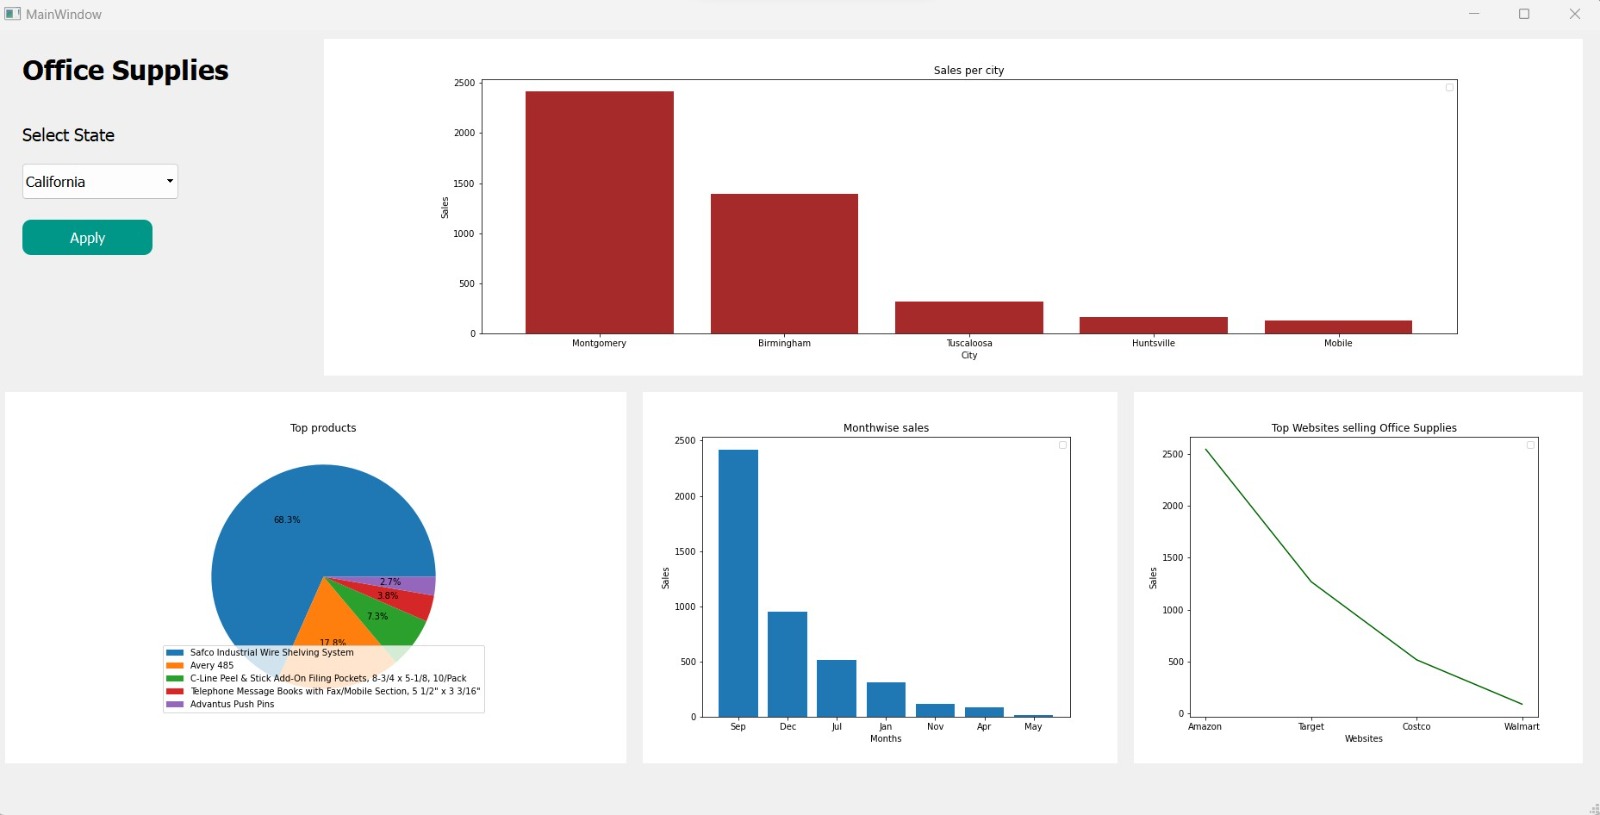 MainWindow
Office Supplies
Select State
California
Apply
Sales per city
2500
2000
1500
1000
500
0
Sales
Montgomery Birmingham Tuscaloosa Huntsville Mobile
City
Top products
68.3%
2.7%
3.8%
7.3%
17.8%
Safco Industrial Wire Shelving System
Avery 485
C-Line Peel & Stick Add-On Filing Pockets, 8-3/4 x 5-1/8, 10/Pack
Telephone Message Books with Fax/Mobile Section, 5 1/2" x 3 3/16"
Advantus Push Pins
Monthwise sales
2500
2000
1500
1000
500
0
Sales
Sep Dec Jul Jan Nov Apr May
Months
Top Websites selling Office Supplies
2500
2000
1500
1000
500
0
Sales
Amazon Target Costco Walmart
Websites